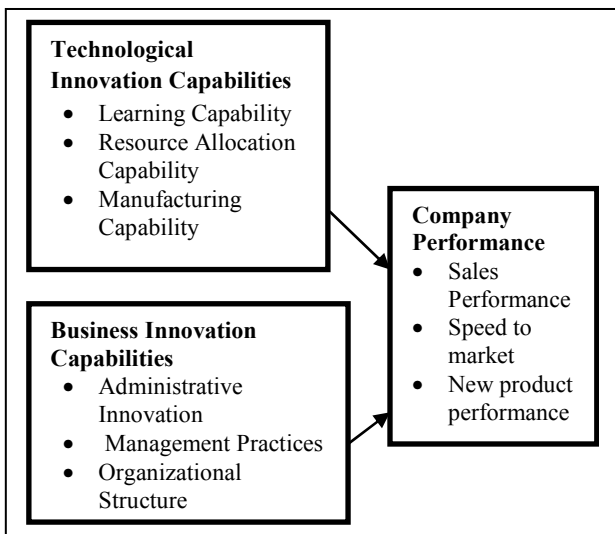 Technological
Innovation Capabilities
• Learning Capability
• Resource Allocation
Capability
• Manufacturing
Capability
Business Innovation
Capabilities
• Administrative
Innovation
• Management Practices
• Organizational
Structure
Company
Performance
• Sales
Performance
• Speed to
market
• New product
performance